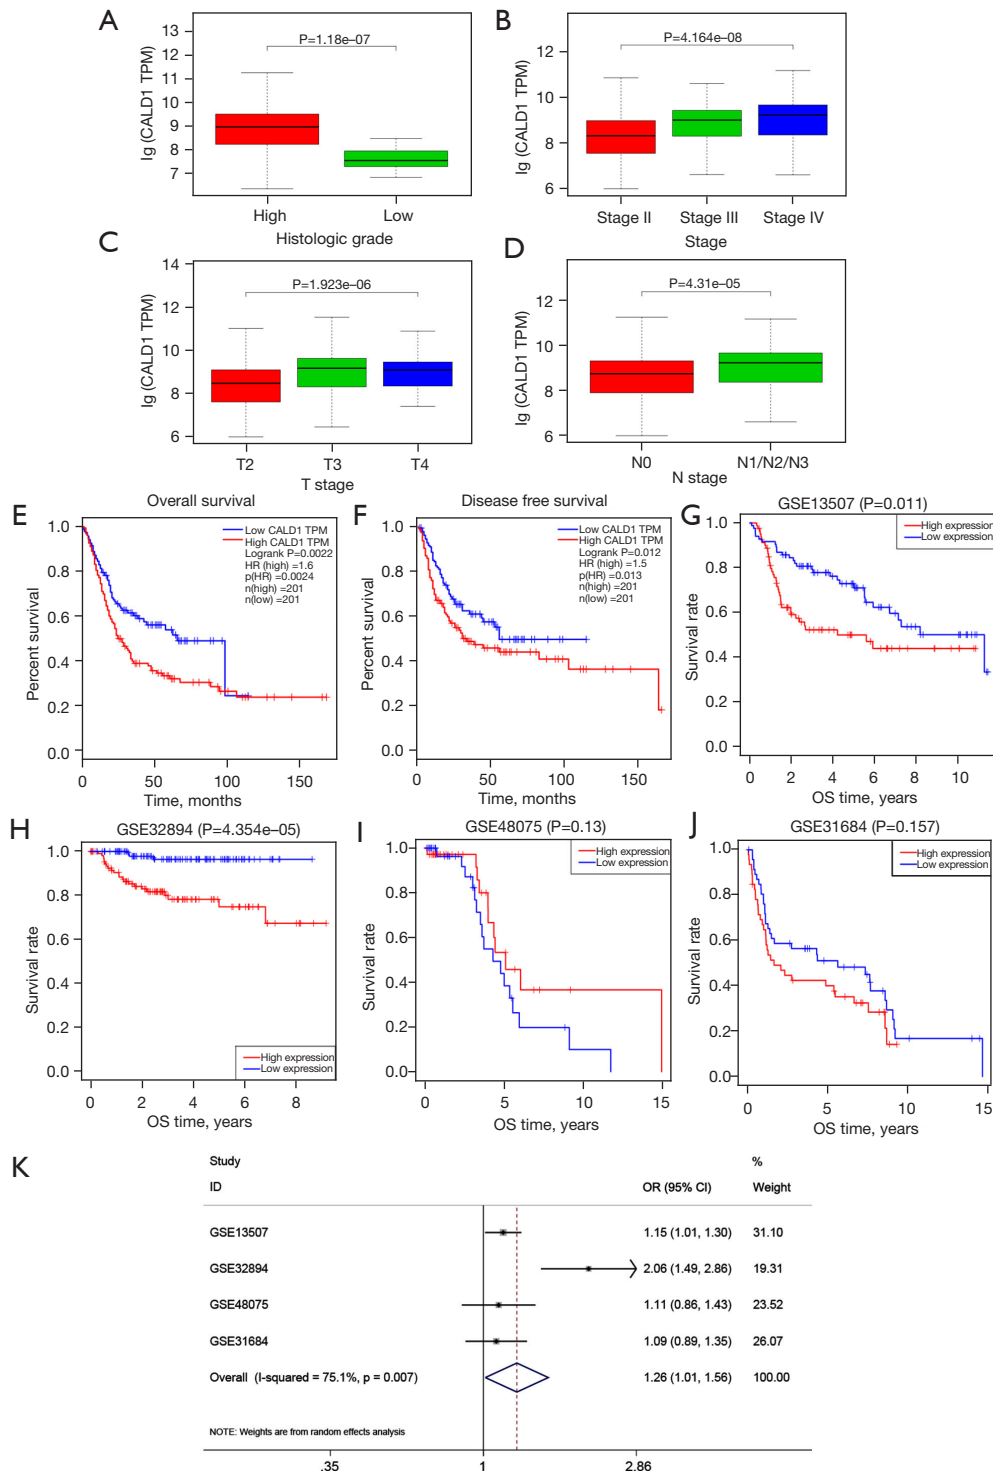 A
lg (CALD1 TPM)
13
12
11
10
9
8
7
P=1.18e–07
High
Low
Histologic grade
B
lg (CALD1 TPM)
12
10
8
6
P=4.164e–08
Stage II
Stage III
Stage IV
Stage
C
lg (CALD1 TPM)
14
12
10
8
6
P=1.923e–06
T2
T3
T4
T stage
D
lg (CALD1 TPM)
12
10
8
6
P=4.31e–05
N0
N1/N2/N3
N stage
E
Overall survival
Percent survival
1.0
0.8
0.6
0.4
0.2
0.0
Low CALD1 TPM
High CALD1 TPM
Logrank P=0.0022
HR (high) =1.6
p(HR) =0.0024
n(high) =201
n(low) =201
0 50 100 150
Time, months
F
Disease free survival
Percent survival
1.0
0.8
0.6
0.4
0.2
0.0
Low CALD1 TPM
High CALD1 TPM
Logrank P=0.012
HR (high) =1.5
p(HR) =0.013
n(high) =201
n(low) =201
0 50 100 150
Time, months
G
GSE13507 (P=0.011)
Survival rate
1.0
0.8
0.6
0.4
0.2
0.0
High expression
Low expression
0 2 4 6 8 10
OS time, years
H
GSE32894 (P=4.354e–05)
Survival rate
1.0
0.8
0.6
0.4
0.2
0.0
High expression
Low expression
0 2 4 6 8
OS time, years
I
GSE48075 (P=0.13)
Survival rate
1.0
0.8
0.6
0.4
0.2
0.0
High expression
Low expression
0 5 10 15
OS time, years
J
GSE31684 (P=0.157)
Survival rate
1.0
0.8
0.6
0.4
0.2
0.0
High expression
Low expression
0 5 10 15
OS time, years
K
Study %
ID OR (95% CI) Weight
GSE13507 1.15 (1.01, 1.30) 31.10
GSE32894 2.06 (1.49, 2.86) 19.31
GSE48075 1.11 (0.86, 1.43) 23.52
GSE31684 1.09 (0.89, 1.35) 26.07
Overall (I-squared = 75.1%, p = 0.007) 1.26 (1.01, 1.56) 100.00
NOTE: Weights are from random effects analysis
.35 1 2.86